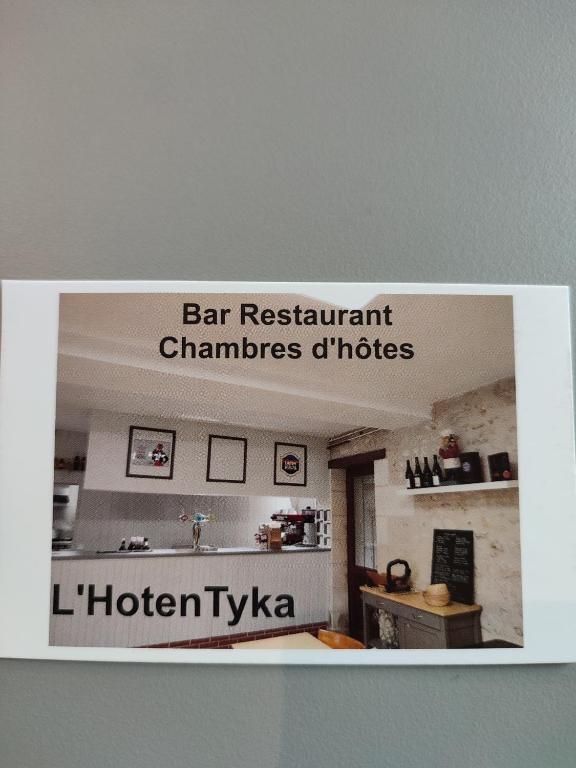 Bar Restaurant
Chambres d'hôtes
L'HotenTyka